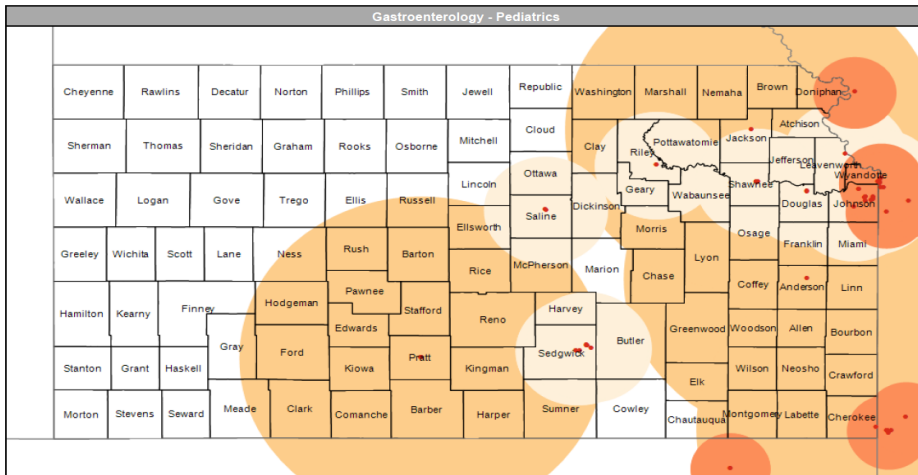 Gastroenterology - Pediatrics
Cheyenne Rawlins Decatur Norton Phillips Smith Jewell Republic Washington Marshall Nemaha Brown Doniphan
Atchison
Sherman Thomas Sheridan Graham Rooks Osborne Mitchell Cloud Clay Riley Pottawatomie Jackson Jefferson Leavenworth Wyandotte
Lincoln Ottawa
Wallace Logan Gove Trego Ellis Russell Saline Dickinson Geary Wabaunsee Shawnee Douglas Johnson
Ellsworth Morris Osage
Greeley Wichita Scott Lane Ness Rush Barton McPherson Marion Chase Lyon Franklin Miami
Rice
Hamilton Kearny Finney Hodgeman Pawnee Stafford Reno Harvey Coffey Anderson Linn
Edwards
Gray Ford Sedgwick Butler Greenwood Woodson Allen Bourbon
Stanton Grant Haskell Kiowa Pratt Kingman Elk Wilson Neosho Crawford
Morton Stevens Seward Meade Clark Comanche Barber Harper Sumner Cowley Chautauqua Montgomery Labette Cherokee